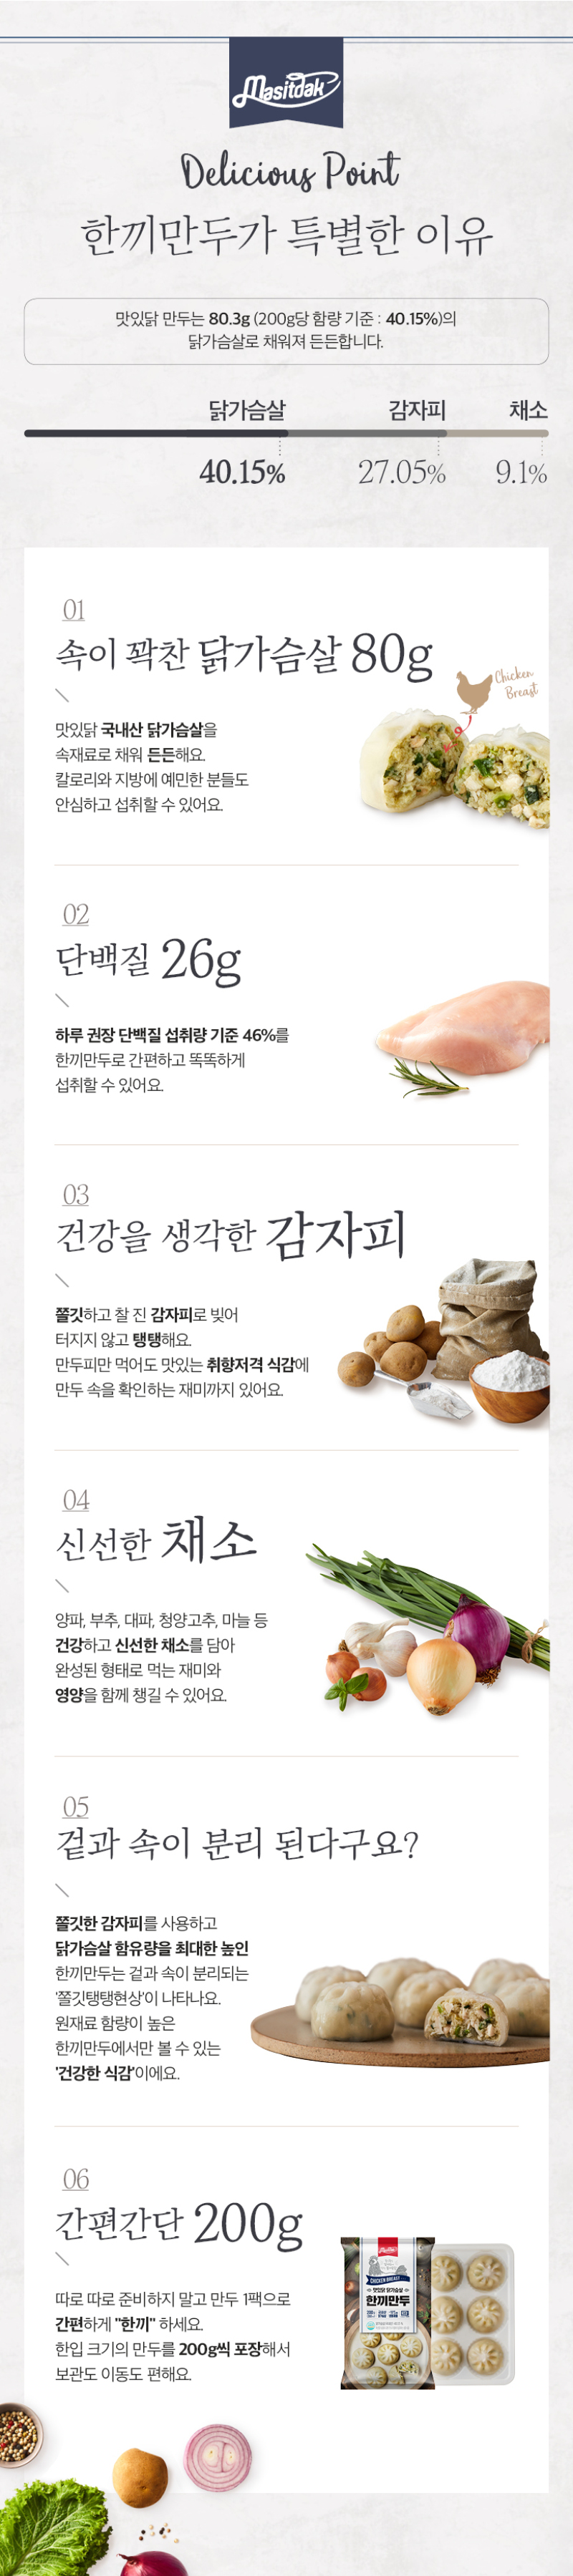 Masitdak
Delicious Point
한끼만두가 특별한 이유
맛있닭 만두는 80.3g (200g당 함량 기준 : 40.15%)의
닭가슴살로 채워져 든든합니다.
닭가슴살 감자피 채소
40.15% 27.05% 9.1%
01
속이 꽉찬 닭가슴살 80g
Chicken
Breast
맛있닭 국내산 닭가슴살을
속재료로 채워 든든해요.
칼로리와 지방에 예민한 분들도
안심하고 섭취할 수 있어요.
02
단백질 26g
하루 권장 단백질 섭취량 기준 46%를
한끼만두로 간편하고 똑똑하게
섭취할 수 있어요.
03
건강을 생각한 감자피
쫄깃하고 찰 진 감자피로 빚어
터지지 않고 탱탱해요.
만두피만 먹어도 맛있는 취향저격 식감에
만두 속을 확인하는 재미까지 있어요.
04
신선한 채소
양파, 부추, 대파, 청양고추, 마늘 등
건강하고 신선한 채소를 담아
완성된 형태로 먹는 재미와
영양을 함께 챙길 수 있어요.
05
겉과 속이 분리 된다구요?
쫄깃한 감자피를 사용하고
닭가슴살 함유량을 최대한 높인
한끼만두는 겉과 속이 분리되는
'쫄깃탱탱현상'이 나타나요.
원재료 함량이 높은
한끼만두에서만 볼 수 있는
'건강한 식감'이에요.
06
간편간단 200g
따로 따로 준비하지 말고 만두 1팩으로
간편하게 "한끼" 하세요.
한입 크기의 만두를 200g씩 포장해서
보관도 이동도 편해요.
CHICKEN BREAST
맛있닭 닭가슴살
한끼만두